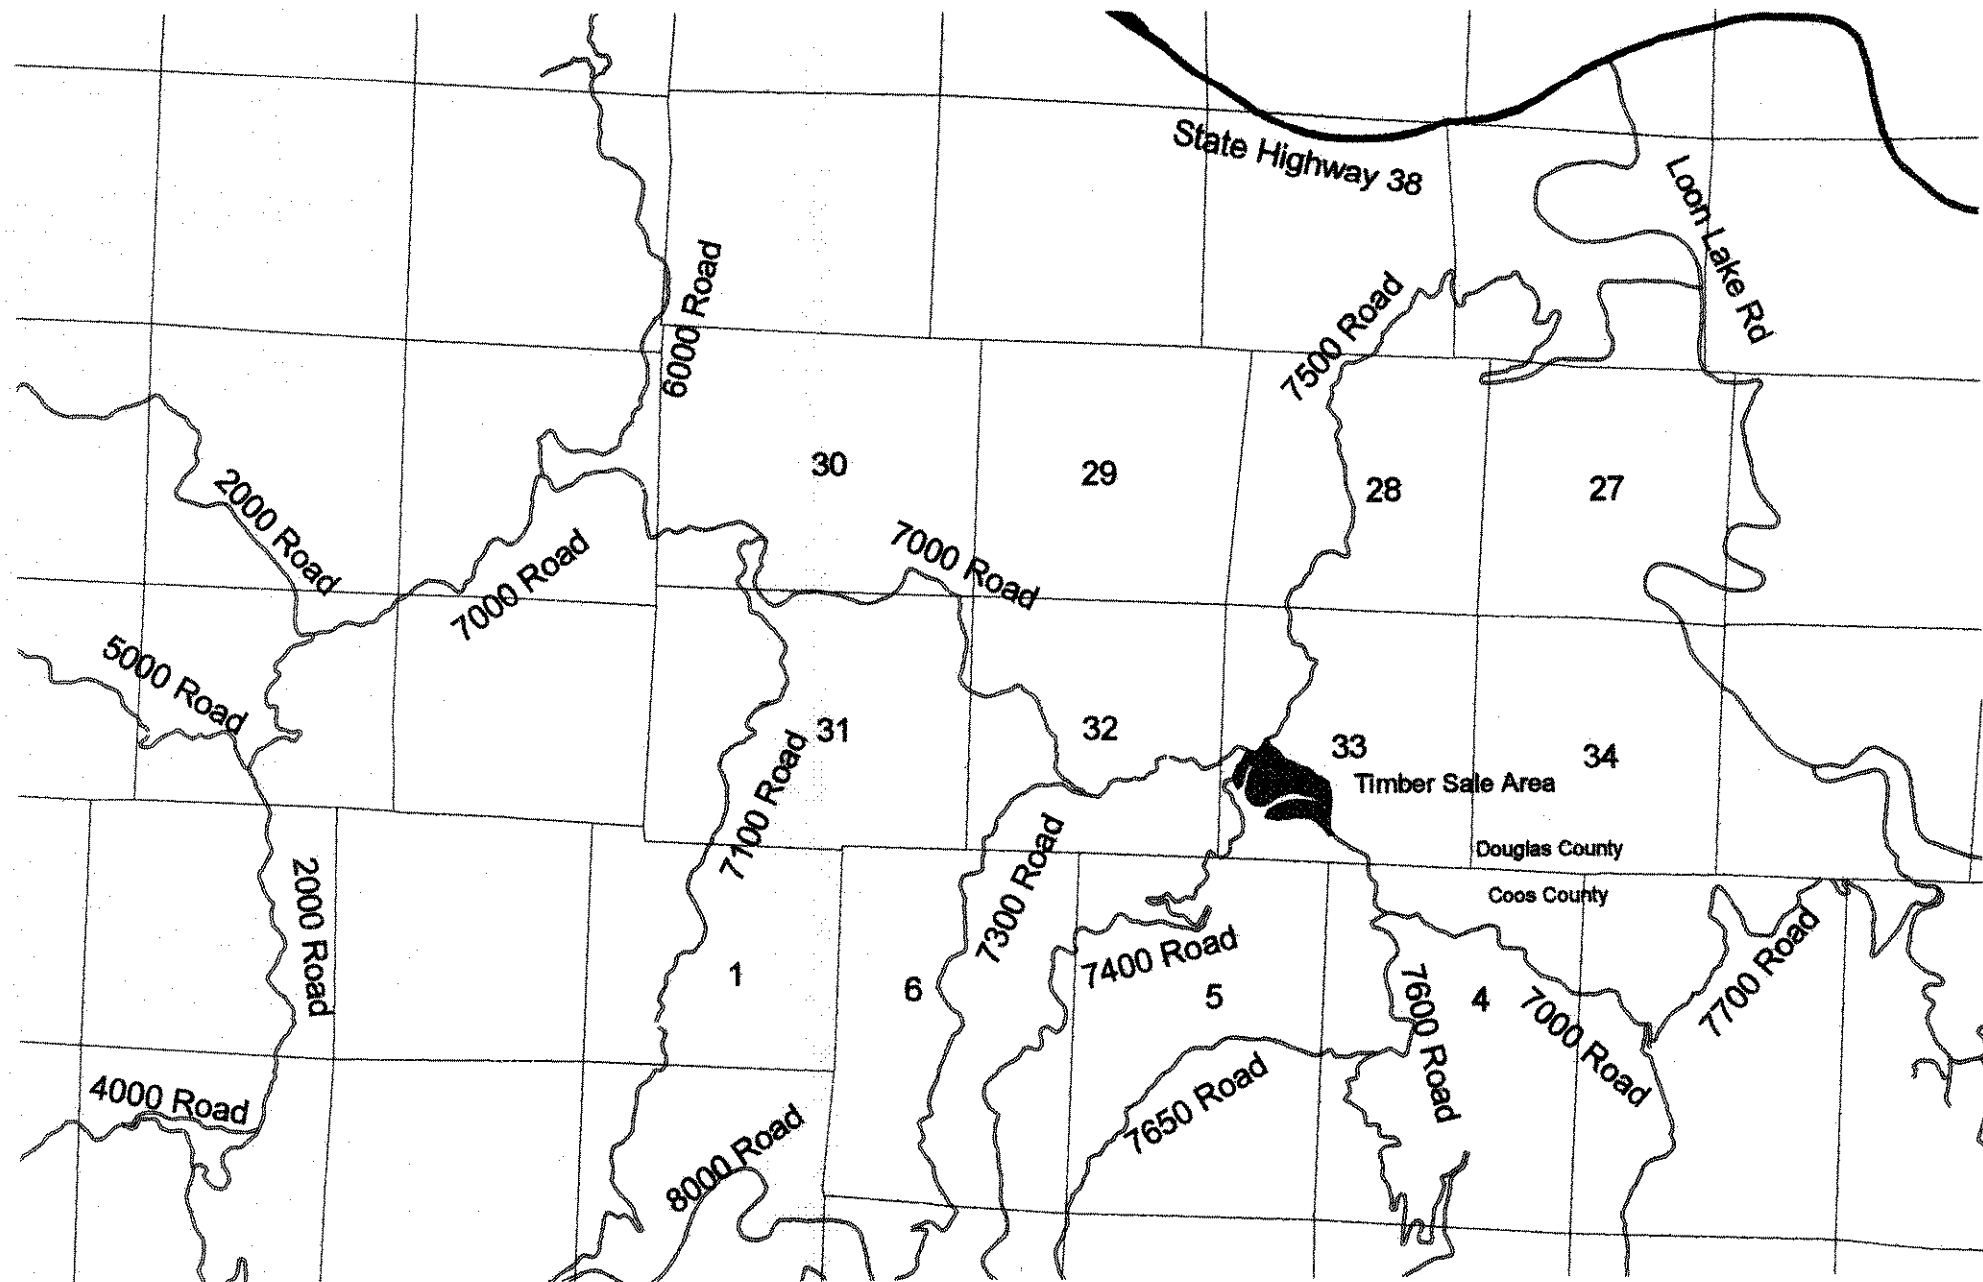 State Highway 38
Loon Lake Rd
6000 Road
7500 Road
30
29
28
27
2000 Road
7000 Road
7000 Road
5000 Road
31
32
33
34
Timber Sale Area
7100 Road
Douglas County
Coos County
2000 Road
7300 Road
7400 Road
1
6
5
4
7600 Road
7000 Road
7700 Road
4000 Road
7650 Road
8000 Road